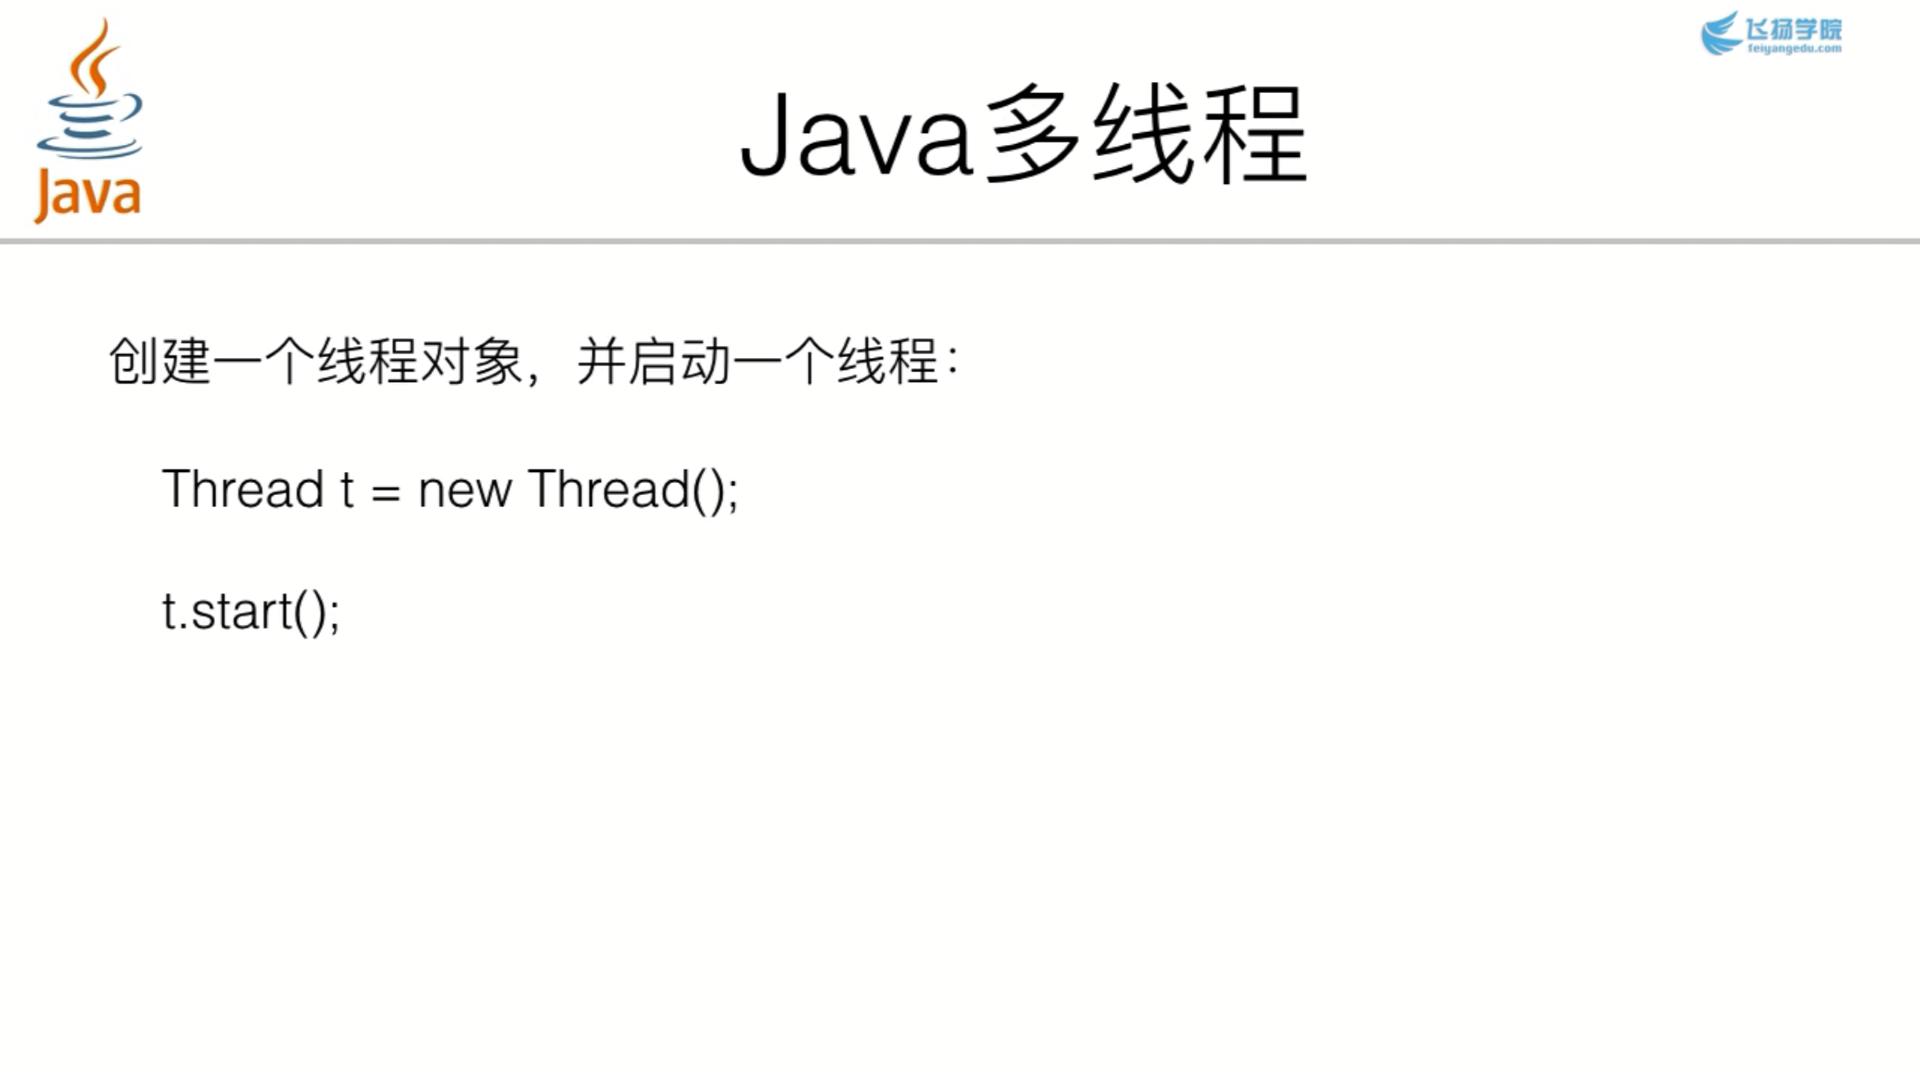 飞扬学院
feiyangedu.com
Java
Java多线程
创建一个线程对象，并启动一个线程：
Thread t = new Thread();
t.start();